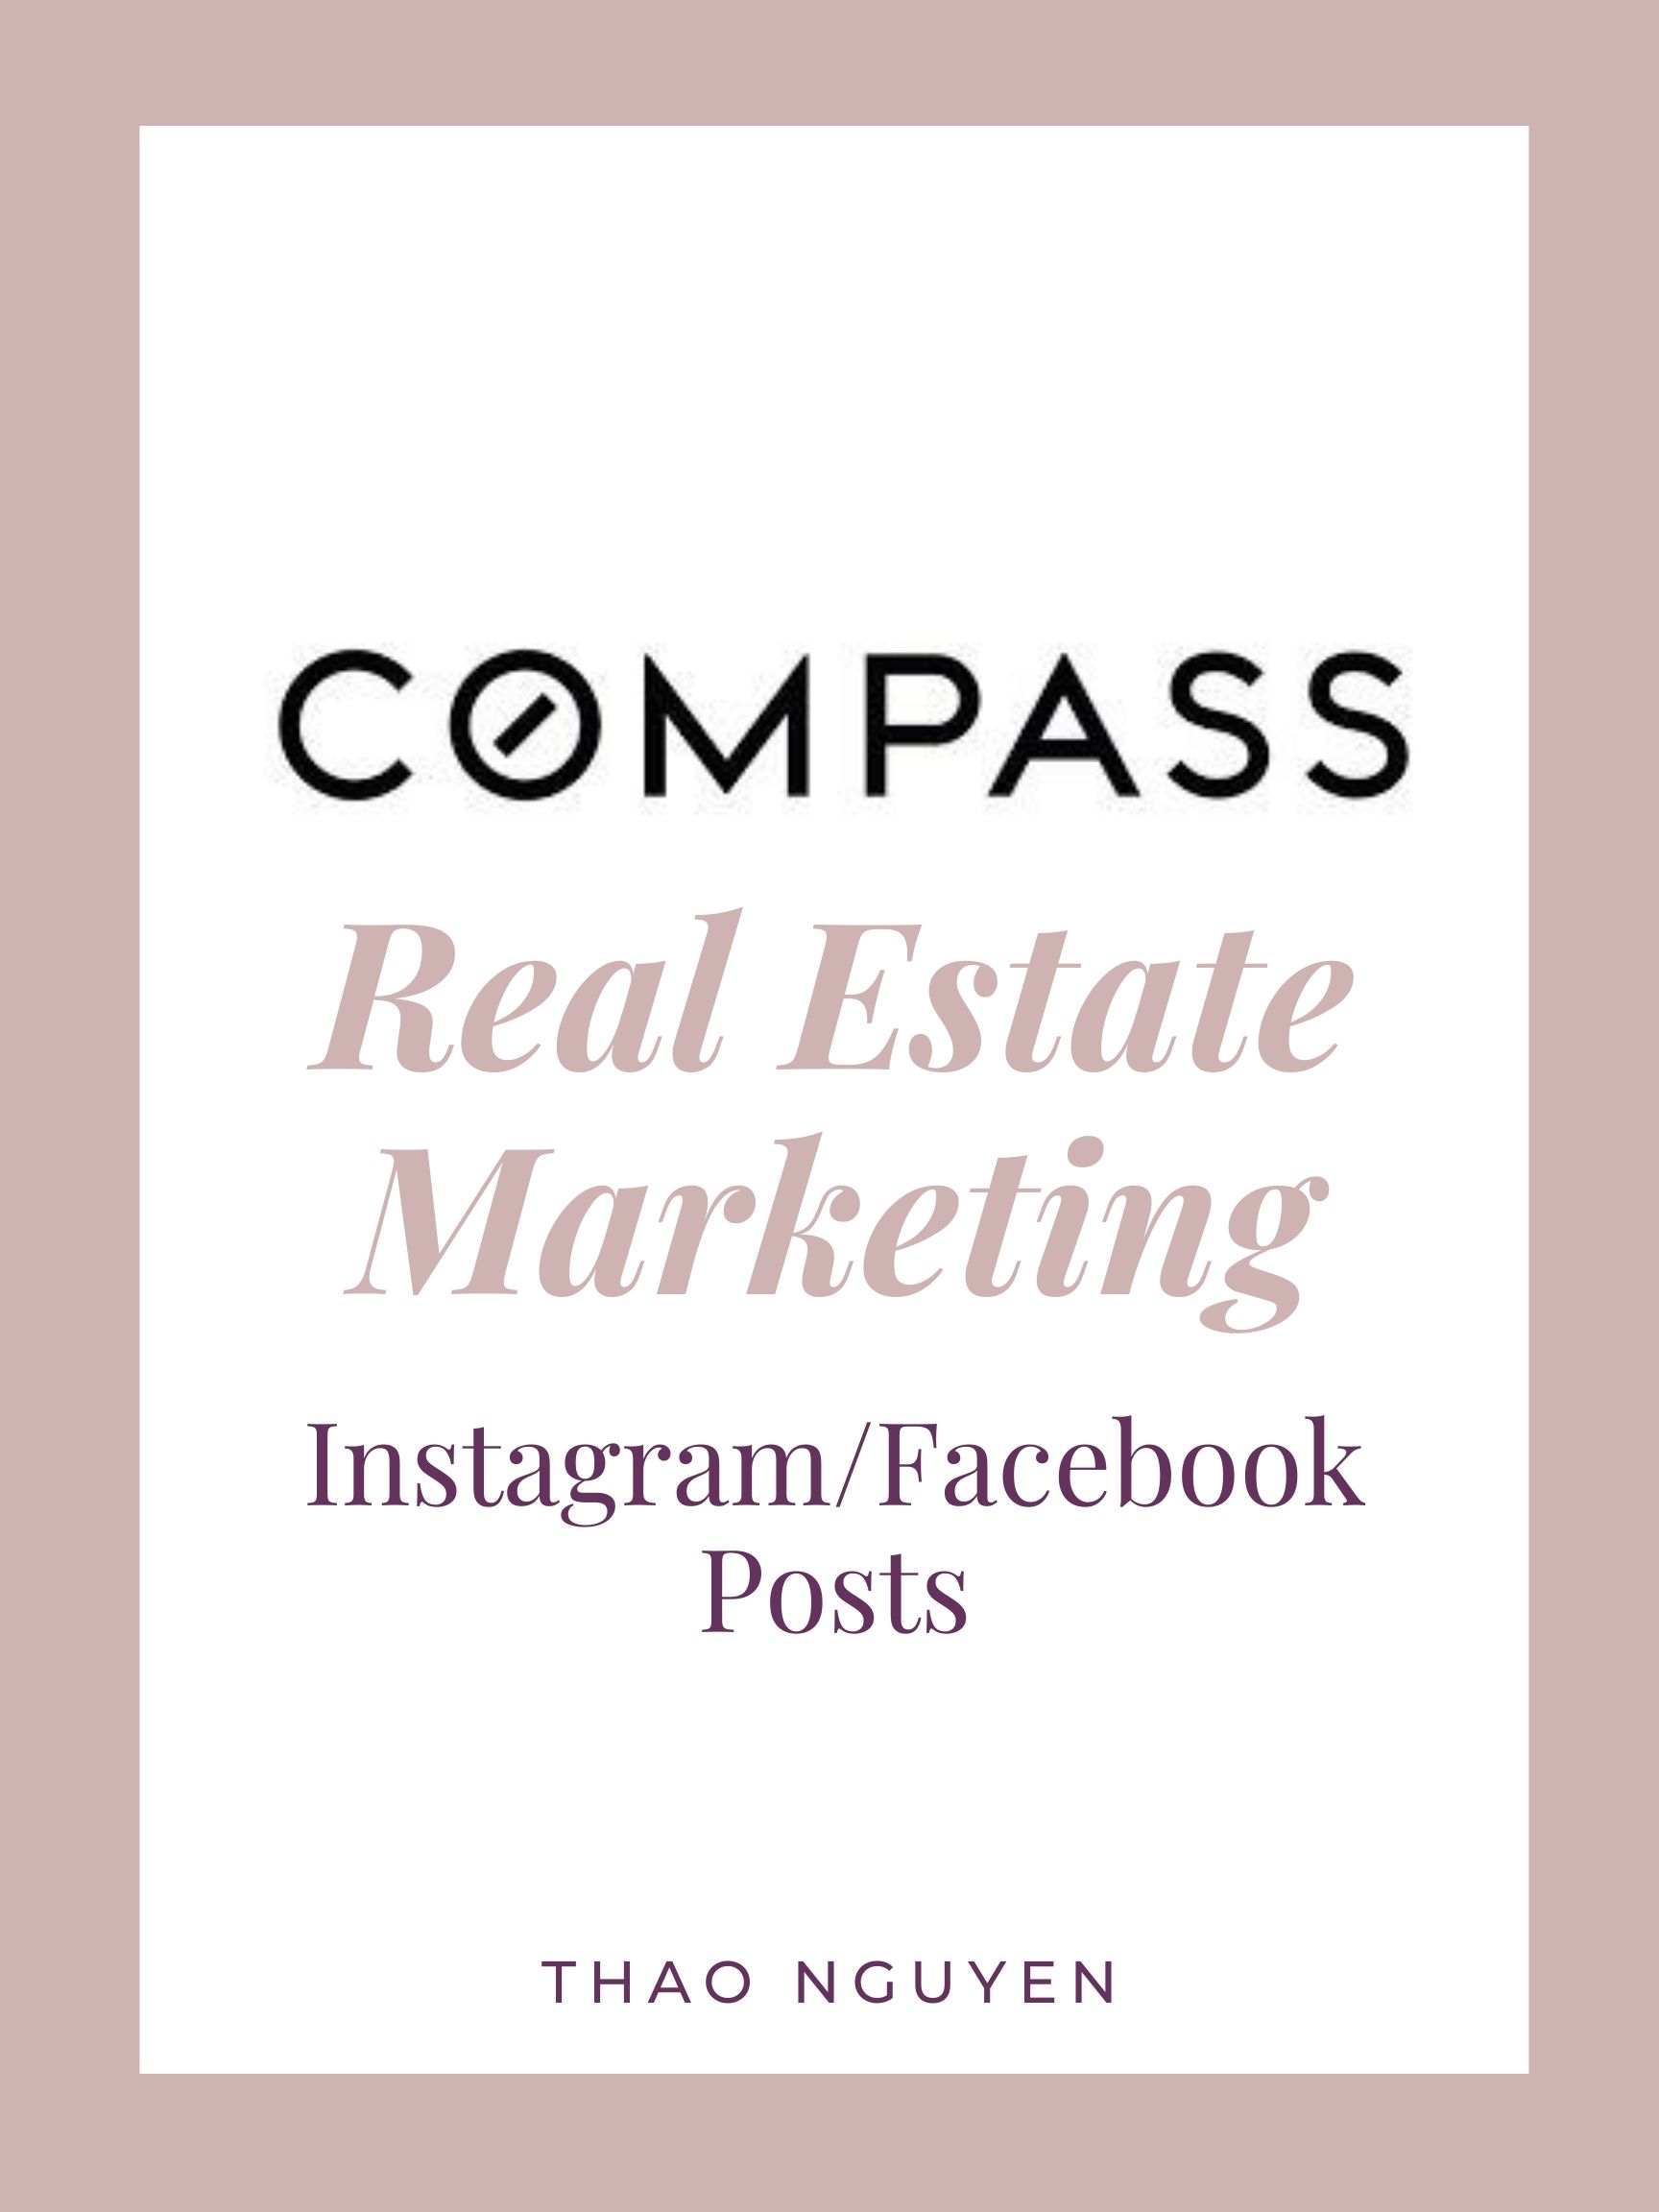 COMPASS
Real Estate
Marketing
Instagram/Facebook
Posts
THAO NGUYEN